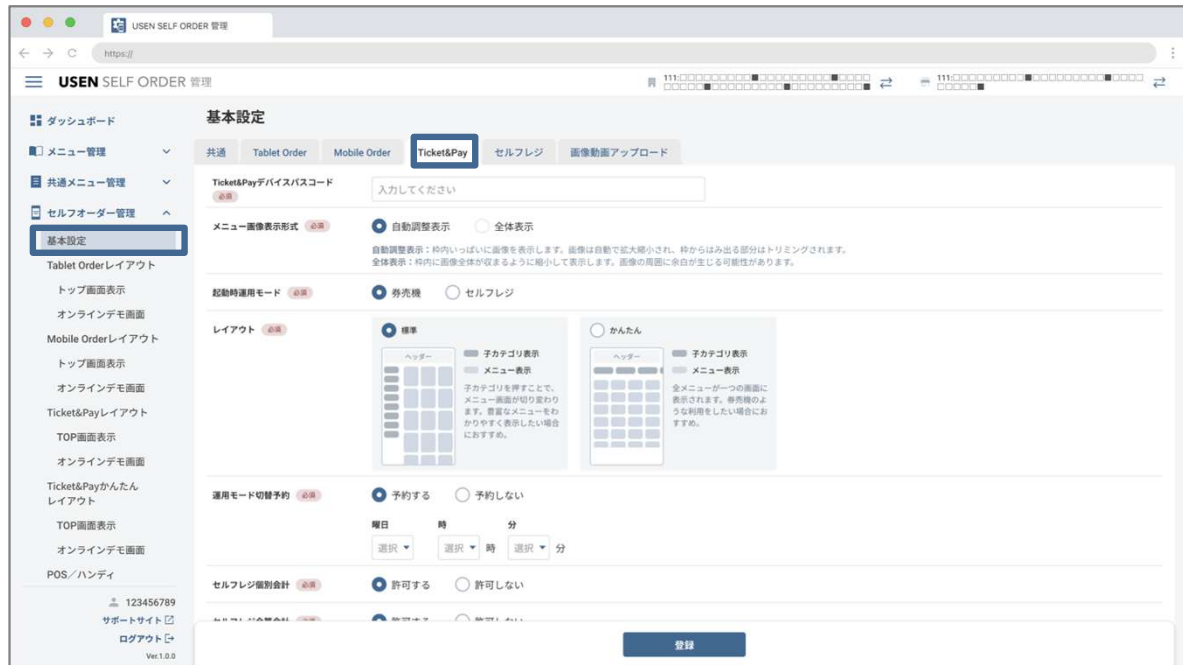 USEN SELF ORDER 管理
https://
USEN SELF ORDER 管理
111:□□□□□□□□□■□□□□□□□□□■□□□□
□□□□□■□□□□□□□□□■□□□□□□□□□■
111:□□□□□□□□□■□□□□□□□□□■□□□□
□□□□□■
ダッシュボード
メニュー管理
共通メニュー管理
セルフオーダー管理
基本設定
Tablet Orderレイアウト
トップ画面表示
オンラインデモ画面
Mobile Orderレイアウト
トップ画面表示
オンラインデモ画面
Ticket&Payレイアウト
TOP画面表示
オンラインデモ画面
Ticket&Payかんたん
レイアウト
TOP画面表示
オンラインデモ画面
POS／ハンディ
123456789
サポートサイト
ログアウト
Ver.1.0.0
基本設定
共通 Tablet Order Mobile Order Ticket&Pay セルフレジ 画像動画アップロード
Ticket&Payデバイスパスコード
必須
入力してください
メニュー画像表示形式 必須 自動調整表示 全体表示
自動調整表示：枠内いっぱいに画像を表示します。画像は自動で拡大縮小され、枠からはみ出る部分はトリミングされます。
全体表示：枠内に画像全体が収まるように縮小して表示します。画像の周囲に余白が生じる可能性があります。
起動時運用モード 必須 券売機 セルフレジ
レイアウト 必須
標準
ヘッダー
子カテゴリ表示
メニュー表示
子カテゴリを押すことで、
メニュー画面が切り変わり
ます。豊富なメニューをわ
かりやすく表示したい場合
におすすめ。
かんたん
ヘッダー
子カテゴリ表示
メニュー表示
全メニューが一つの画面に
表示されます。券売機のよ
うな利用をしたい場合にお
すすめ。
運用モード切替予約 必須 予約する 予約しない
曜日 時 分
選択 選択 時 選択 分
セルフレジ個別会計 必須 許可する 許可しない
登録